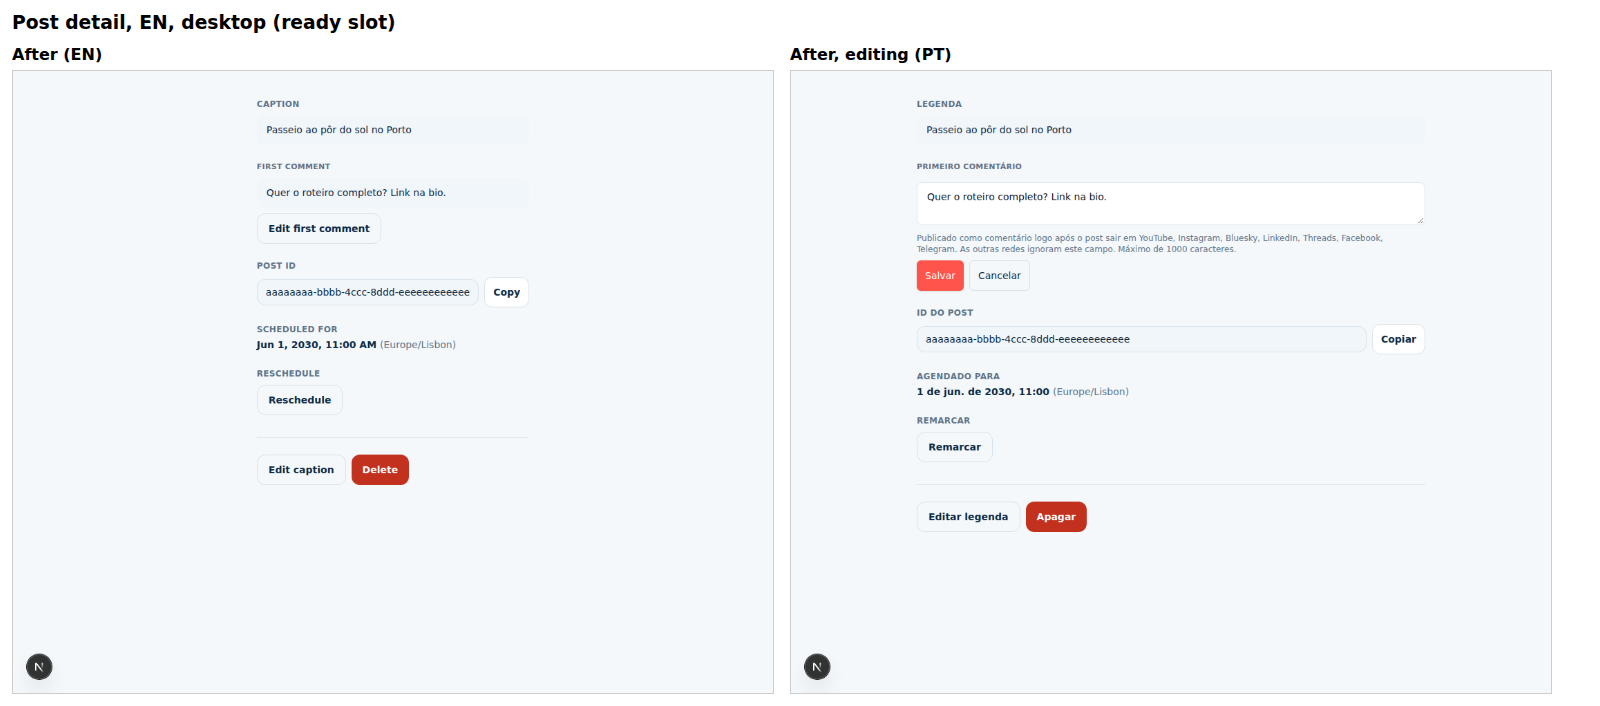 Post detail, EN, desktop (ready slot)
After (EN)
CAPTION
Passeio ao pôr do sol no Porto
FIRST COMMENT
Quer o roteiro completo? Link na bio.
Edit first comment
POST ID
aaaaaaaa-bbbb-4ccc-8ddd-eeeeeeeeeeee
Copy
SCHEDULED FOR
Jun 1, 2030, 11:00 AM (Europe/Lisbon)
RESCHEDULE
Reschedule
Edit caption
Delete
N
After, editing (PT)
LEGENDA
Passeio ao pôr do sol no Porto
PRIMEIRO COMENTÁRIO
Quer o roteiro completo? Link na bio.
Publicado como comentário logo após o post sair em YouTube, Instagram, Bluesky, LinkedIn, Threads, Facebook,
Telegram. As outras redes ignoram este campo. Máximo de 1000 caracteres.
Salvar
Cancelar
ID DO POST
aaaaaaaa-bbbb-4ccc-8ddd-eeeeeeeeeeee
Copiar
AGENDADO PARA
1 de jun. de 2030, 11:00 (Europe/Lisbon)
REMARCAR
Remarcar
Editar legenda
Apagar
N